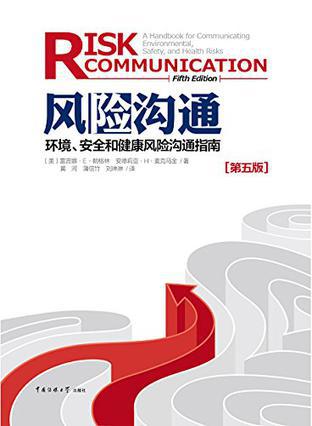 RISK
A Handbook for Communicating
Environmental,
Safety, and Health Risks
COMMUNICATION
Fifth Edition
风险沟通
环境、安全和健康风险沟通指南
[第五版]
(美) 雷吉娜·E·朗格林 安德莉亚·H·麦克马金 / 著
黄 河 蒲信竹 刘琳琳 / 译
中国传媒大学 出版社